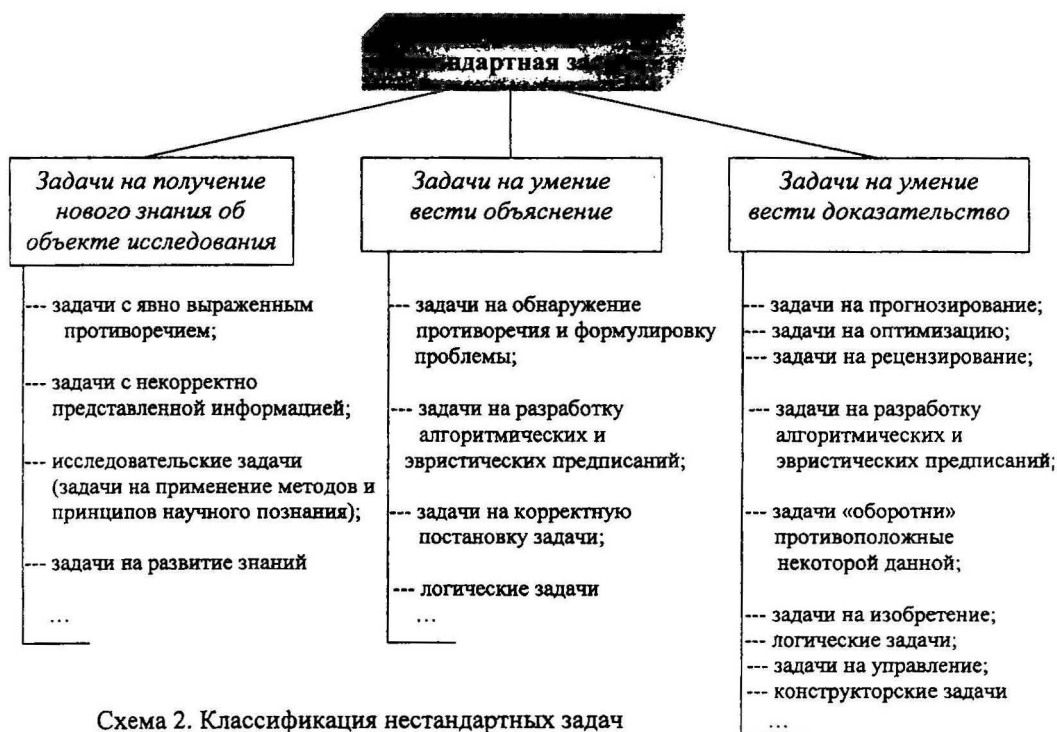 ндартная за
Задачи на получение
нового знания об
объекте исследования
--- задачи с явно выраженным
противоречием;
--- задачи с некорректно
представленной информацией;
--- исследовательские задачи
(задачи на применение методов и
принципов научного познания);
--- задачи на развитие знаний
…
Задачи на умение
вести объяснение
задачи на обнаружение
противоречия и формулировку
проблемы;
--- задачи на разработку
алгоритмических и
эвристических предписаний;
--- задачи на корректную
постановку задачи;
--- логические задачи
…
Задачи на умение
вести доказательство
--- задачи на прогнозирование;
--- задачи на оптимизацию;
--- задачи на рецензирование;
--- задачи на разработку
алгоритмических и
эвристических предписаний;
--- задачи «оборотни»
противоположные
некоторой данной;
--- задачи на изобретение;
--- логические задачи;
--- задачи на управление;
--- конструкторские задачи
…
Схема 2. Классификация нестандартных задач